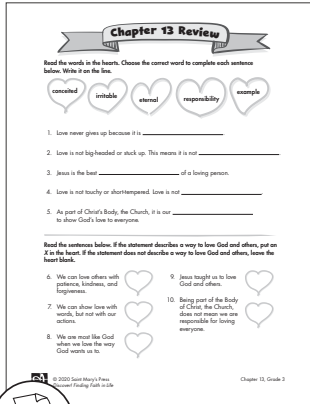 Chapter 13 Review
Read the words in the hearts. Choose the correct word to complete each sentence
below. Write it on the line.
conceited
irritable
eternal
responsibility
example
1. Love never gives up because it is
2. Love is not big-headed or stuck up. This means it is not
3. Jesus is the best of a loving person.
4. Love is not touchy or short-tempered. Love is not
5. As part of Christ's Body, the Church, it is our
to show God's love to everyone.
Read the sentences below. If the statement describes a way to love God and others, put an
X in the heart. If the statement does not describe a way to love God and others, leave the
heart blank.
6. We can love others with
patience, kindness, and
forgiveness.
7. We can show love with
words, but not with our
actions.
8. We are most like God
when we love the way
God wants us to.
9. Jesus taught us to love
God and others.
10. Being part of the Body
of Christ, the Church,
does not mean we are
responsible for loving
everyone.
© 2020 Saint Mary's Press
Discover! Finding Faith in Life
Chapter 13, Grade 2